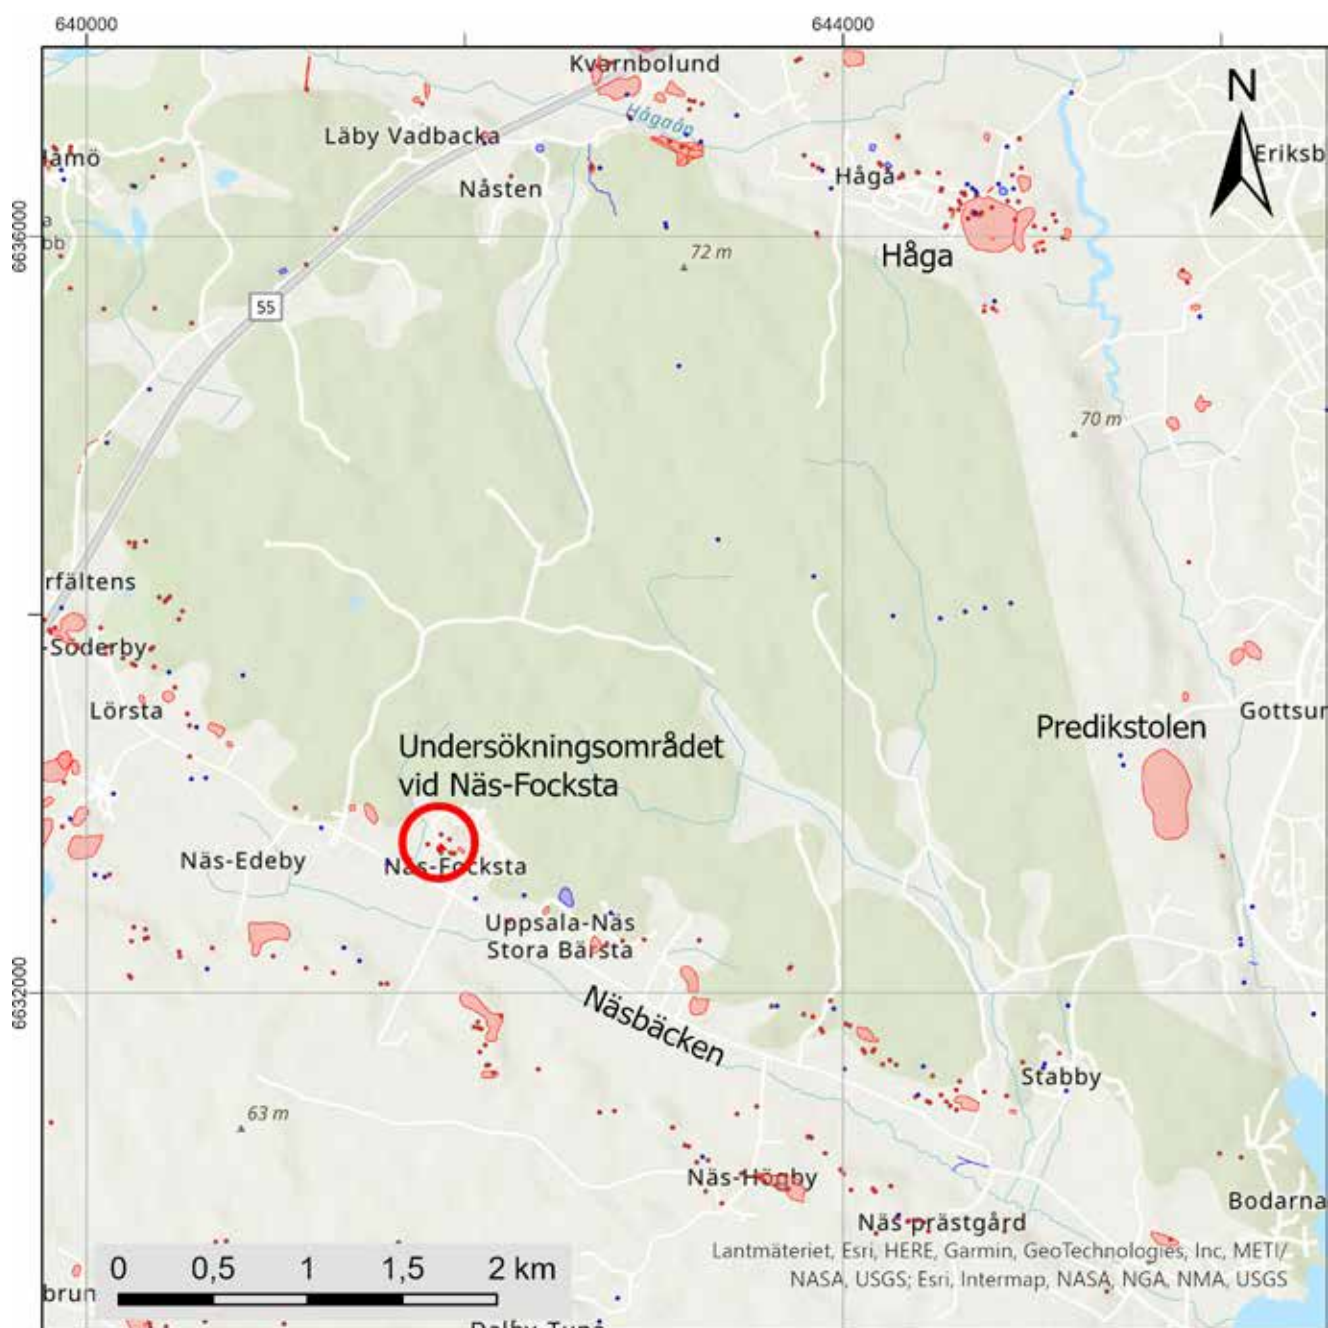 640000
644000
Kvarnbolund
N
Hågaån
Läby Vadbacka
Eriksb
Jämö
Håga
Nåsten
6636000
a
bb
72 m
Håga
55
70 m
rfältens
-Söderby
Lörsta
Gottsur
Predikstolen
Undersökningsområdet
vid Näs-Focksta
Näs-Edeby
Näs-Focksta
Uppsala-Näs
Stora Bärsta
6632000
Näsbäcken
Stabby
63 m
Näs-Högby
Bodarna
Näs prästgård
Lantmäteriet, Esri, HERE, Garmin, GeoTechnologies, Inc, METI/
NASA, USGS; Esri, Intermap, NASA, NGA, NMA, USGS
0 0,5 1 1,5 2 km
brun